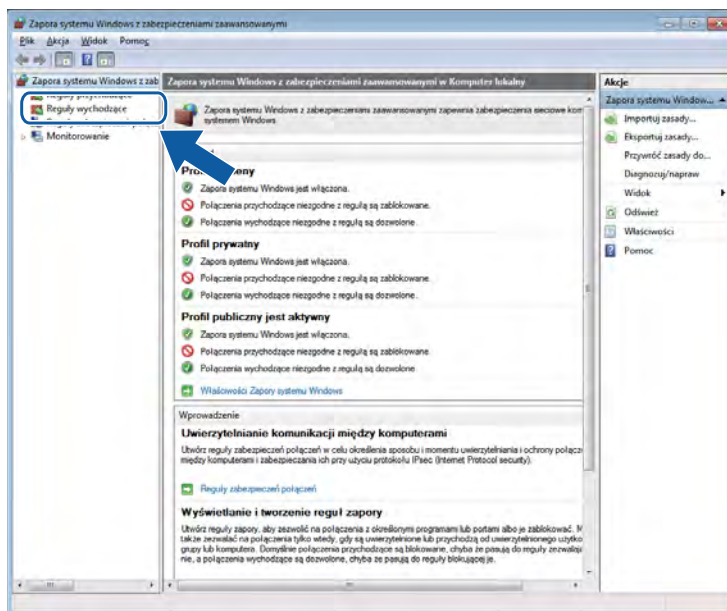 Zapora systemu Windows z zabezpieczeniami zaawansowanymi
Plik Akcja Widok Pomoc
Zapora systemu Windows z zab
Reguły przychodzące
Reguły wychodzące
Monitorowanie
Zapora systemu Windows z zabezpieczeniami zaawansowanymi w Komputer lokalny
Zapora systemu Windows z zabezpieczeniami zaawansowanymi zapewnia zabezpieczenia sieciowe kom
systemem Windows.
Zapora systemu Windows jest włączona.
Połączenia przychodzące niezgodne z regułą są zablokowane.
Połączenia wychodzące niezgodne z regułą są dozwolone.
Profil prywatny
Zapora systemu Windows jest włączona.
Połączenia przychodzące niezgodne z regułą są zablokowane.
Połączenia wychodzące niezgodne z regułą są dozwolone.
Profil publiczny jest aktywny
Zapora systemu Windows jest włączona.
Połączenia przychodzące niezgodne z regułą są zablokowane.
Połączenia wychodzące niezgodne z regułą są dozwolone.
Właściwości Zapory systemu Windows
Wprowadzenie
Uwierzytelnianie komunikacji między komputerami
Utwórz reguły zabezpieczeń połączeń w celu określenia sposobu i momentu uwierzytelniania i ochrony połącze
między komputerami i zabezpieczania ich przy użyciu protokołu IPsec (Internet Protocol security).
Reguły zabezpieczeń połączeń
Wyświetlanie i tworzenie reguł zapory
Utwórz reguły zapory, aby zezwolić na połączenia z określonymi programami lub portami albo je zablokować. M
także zezwalać na połączenia tylko wtedy, gdy są uwierzytelnione lub przychodzą od uwierzytelnionego użytko
grupy lub komputera. Domyślnie połączenia przychodzące są blokowane, chyba że pasują do reguły zezwalają
nie, a połączenia wychodzące są dozwolone, chyba że pasują do reguły blokującej je.
Akcje
Zapora systemu Window...
Importuj zasady...
Eksportuj zasady...
Przywróć zasady do...
Diagnozuj/napraw
Widok
Odśwież
Właściwości
Pomoc